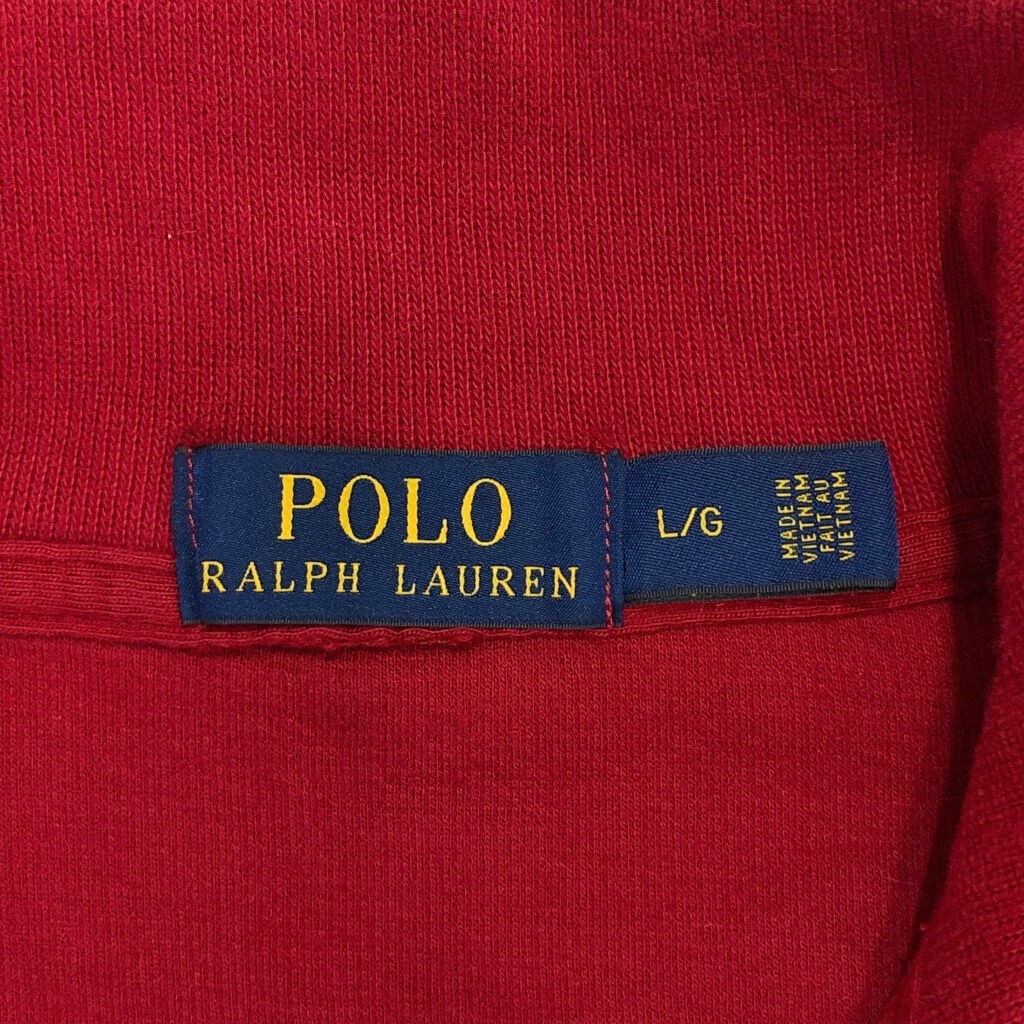 POLO
RALPH LAUREN
L/G
MADE IN
VIETNAM
FAIT AU
VIETNAM